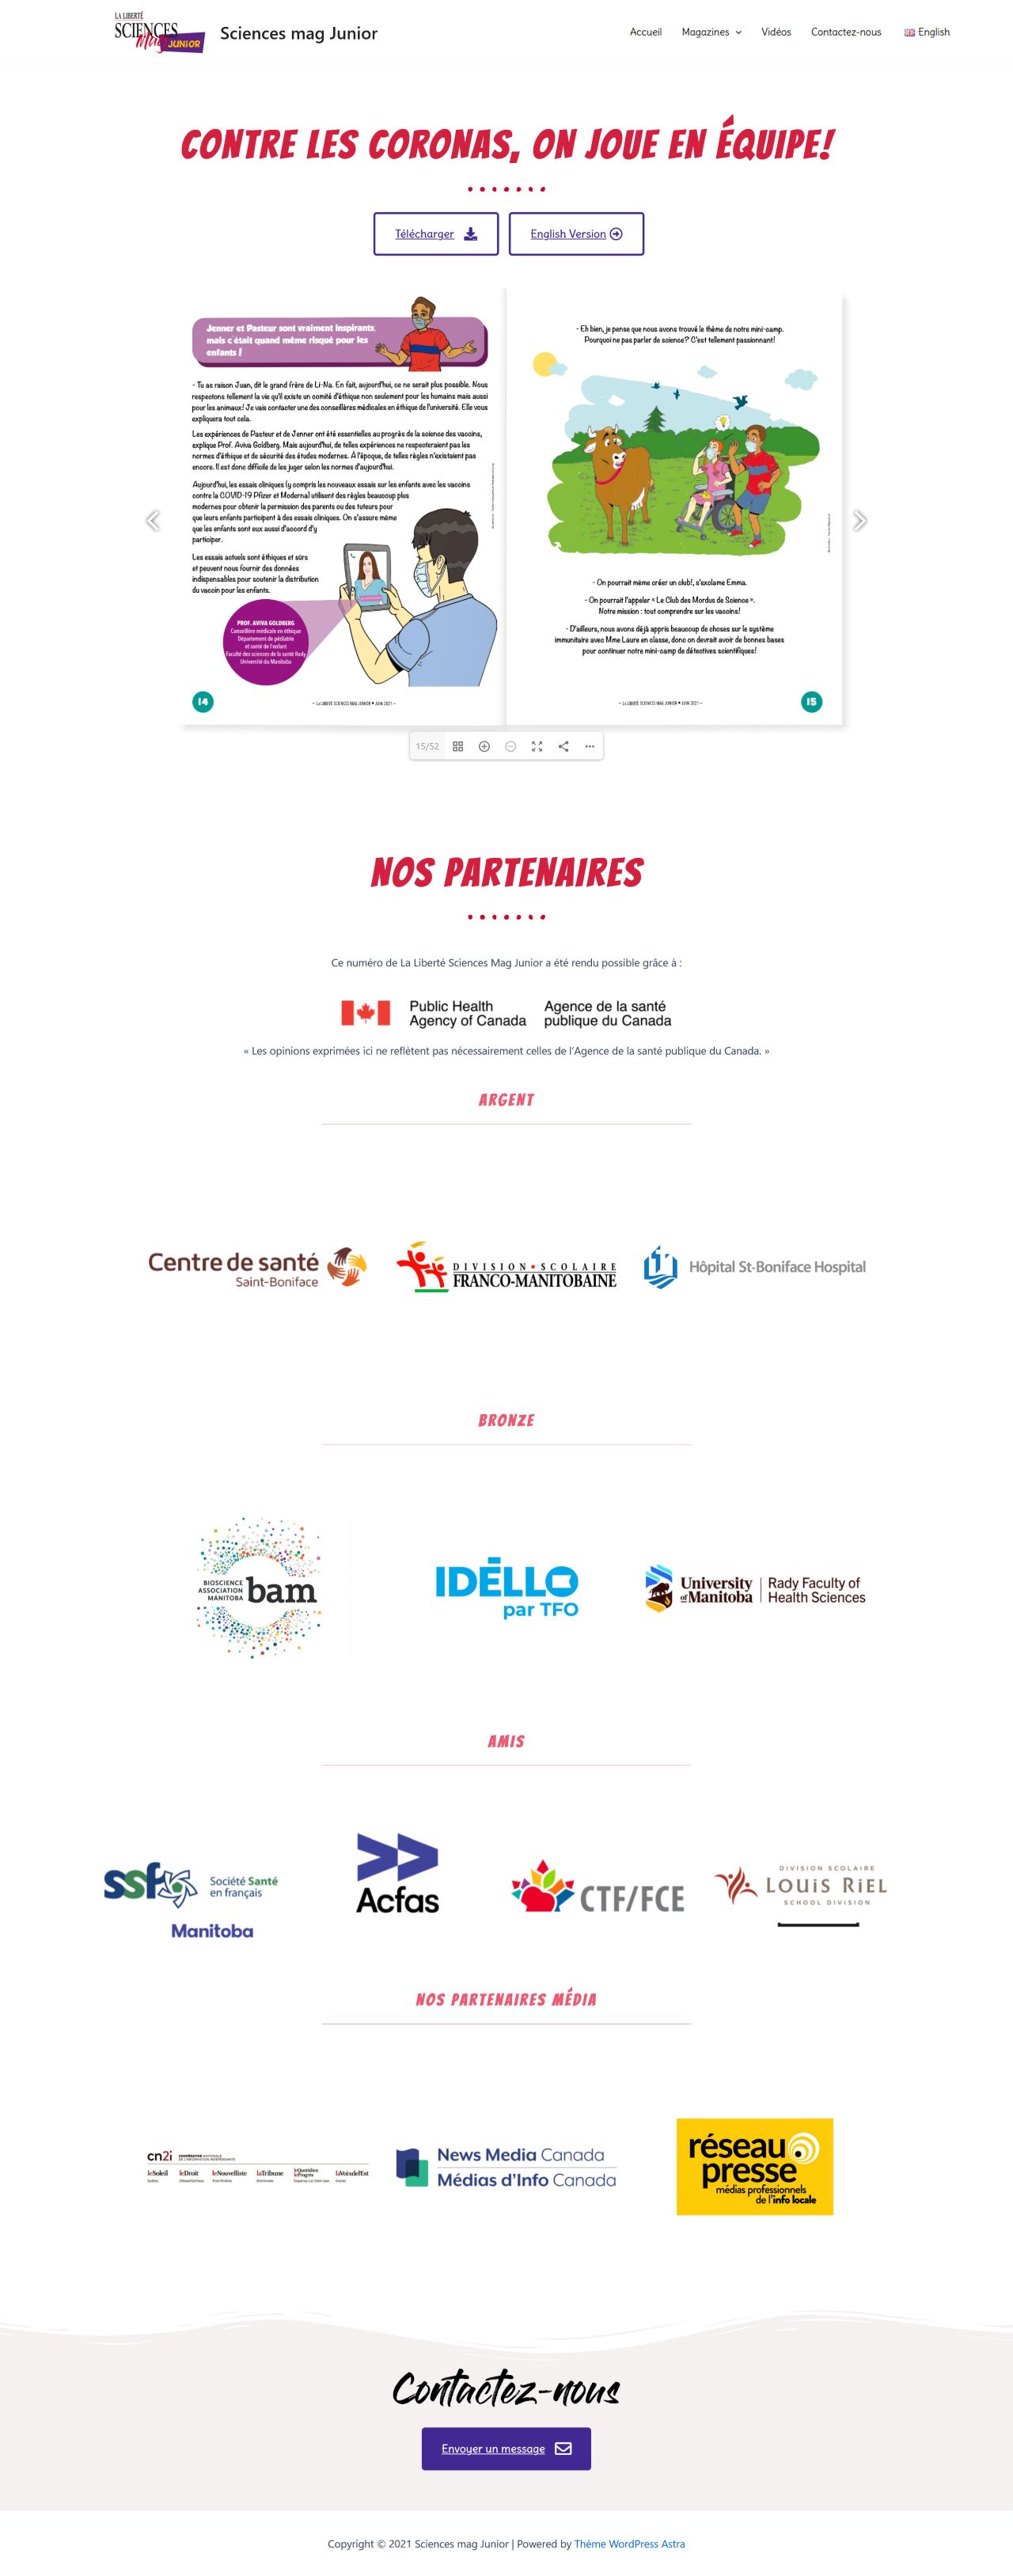 LA LIBERTÉ
SCIENCES
Mag JUNIOR
Sciences mag Junior
Accueil Magazines Vidéos Contactez-nous English
CONTRE LES CORONAS, ON JOUE EN ÉQUIPE!
Télécharger English Version
Jenner et Pasteur sont vraiment inspirants,
mais c'était quand même risqué pour les
enfants !
- Tu as raison Juan, dit le grand frère de Li-Na. En fait, aujourd'hui, ce ne serait plus possible. Nous
respectons tellement la vie qu'il existe un comité d'éthique non seulement pour les humains mais aussi
pour les animaux! Je vais contacter une des conseillères médicales en éthique de l'université. Elle vous
expliquera tout cela.
Les expériences de Pasteur et de Jenner ont été essentielles au progrès de la science des vaccins,
explique Prof. Aviva Goldberg. Mais aujourd'hui, de telles expériences ne respecteraient pas les
normes d'éthique et de sécurité des études modernes. À l'époque, de telles règles n'existaient pas
encore. Il est donc difficile de les juger selon les normes d'aujourd'hui.
Aujourd'hui, les essais cliniques (y compris les nouveaux essais sur les enfants avec les vaccins
contre la COVID-19 Pfizer et Moderna) utilisent des règles beaucoup plus
modernes pour obtenir la permission des parents ou des tuteurs pour
que leurs enfants participent à des essais cliniques. On s'assure même
que les enfants sont eux aussi d'accord d'y
participer.
Les essais actuels sont éthiques et sûrs
et peuvent nous fournir des données
indispensables pour soutenir la distribution
du vaccin pour les enfants.
PROF. AVIVA GOLDBERG
Conseillère médicale en éthique
Département de pédiatrie
et santé de l'enfant
Faculté des sciences de la santé Rady
Université du Manitoba
14
– La LIBERTÉ SCIENCES MAG JUNIOR • JUIN 2021 –
- Eh bien, je pense que nous avons trouvé le thème de notre mini-camp.
Pourquoi ne pas parler de science? C'est tellement passionnant!
- On pourrait même créer un club!, s'exclame Emma.
- On pourrait l'appeler « Le Club des Mordus de Science ».
Notre mission : tout comprendre sur les vaccins!
- D'ailleurs, nous avons déjà appris beaucoup de choses sur le système
immunitaire avec Mme Laure en classe, donc on devrait avoir de bonnes bases
pour continuer notre mini-camp de détectives scientifiques!
– La LIBERTÉ SCIENCES MAG JUNIOR • JUIN 2021 –
15
15/52
NOS PARTENAIRES
Ce numéro de La Liberté Sciences Mag Junior a été rendu possible grâce à :
Public Health Agence de la santé
Agency of Canada publique du Canada
« Les opinions exprimées ici ne reflètent pas nécessairement celles de l'Agence de la santé publique du Canada. »
ARGENT
Centre de santé
Saint-Boniface
DIVISION • SCOLAIRE
FRANCO-MANITOBAINE
Hôpital St-Boniface Hospital
BRONZE
BIOSCIENCE
ASSOCIATION
MANITOBA
bam
IDÉLLO
par TFO
University
of Manitoba
Rady Faculty of
Health Sciences
AMIS
ssf Société Santé
en français
Manitoba
Acfas
CTF/FCE
DIVISION SCOLAIRE
LOUIS RIEL
SCHOOL DIVISION
NOS PARTENAIRES MÉDIA
cn2i COOPÉRATIVE NATIONALE
DE L'INFORMATION INDÉPENDANTE
leSoleil leDroit leNouvelliste laTribune leQuotidien leProgrès laVoixdel'Est
News Media Canada
Médias d'Info Canada
réseau
presse
médias professionnels
de l'info locale
Contactez-nous
Envoyer un message
Copyright © 2021 Sciences mag Junior | Powered by Thème WordPress Astra